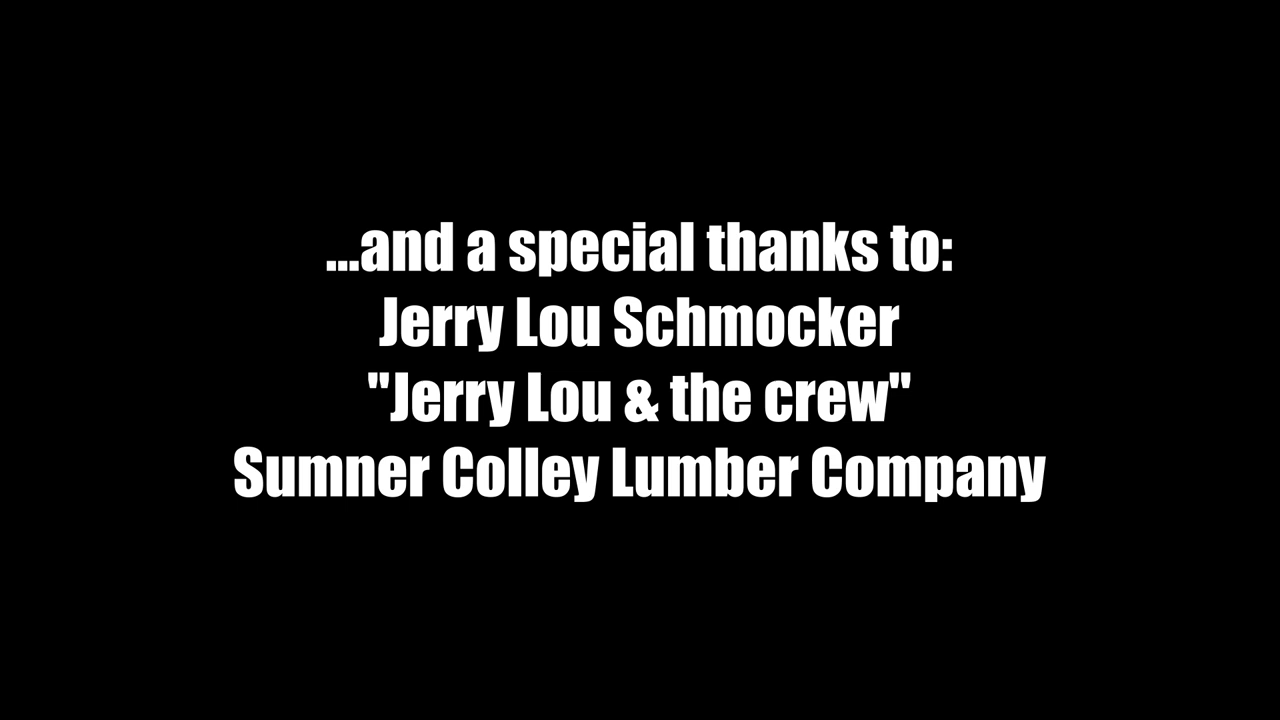 ...and a special thanks to:
Jerry Lou Schmocker
"Jerry Lou & the crew"
Sumner Colley Lumber Company